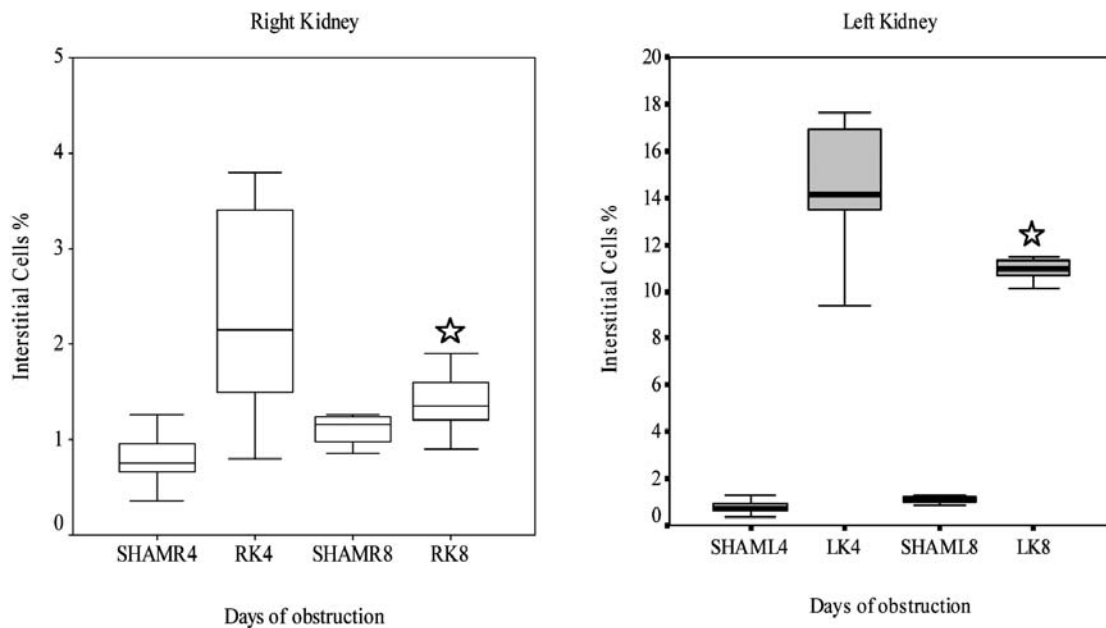 Right Kidney
5
4
3
2
1
0
Interstitial Cells %
SHAMR4 RK4 SHAMR8 RK8
Days of obstruction
Left Kidney
20
18
16
14
12
10
8
6
4
2
0
Interstitial Cells %
SHAML4 LK4 SHAML8 LK8
Days of obstruction